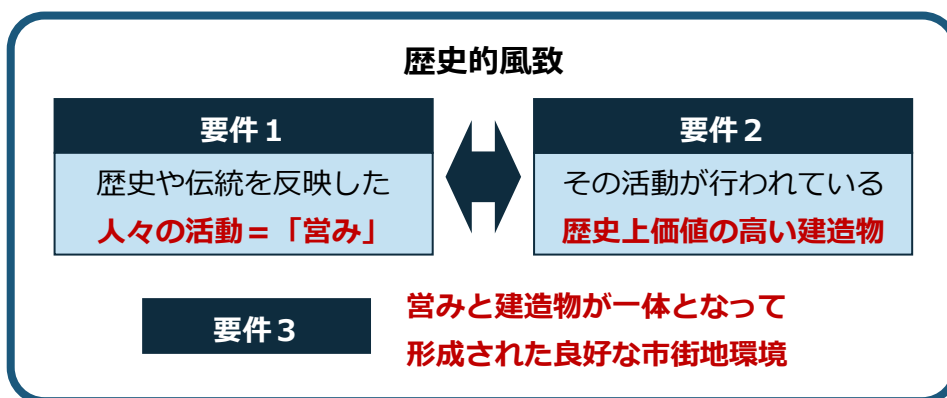 歴史的風致
要件１
歴史や伝統を反映した
人々の活動＝「営み」
要件２
その活動が行われている
歴史上価値の高い建造物
要件３
営みと建造物が一体となって
形成された良好な市街地環境